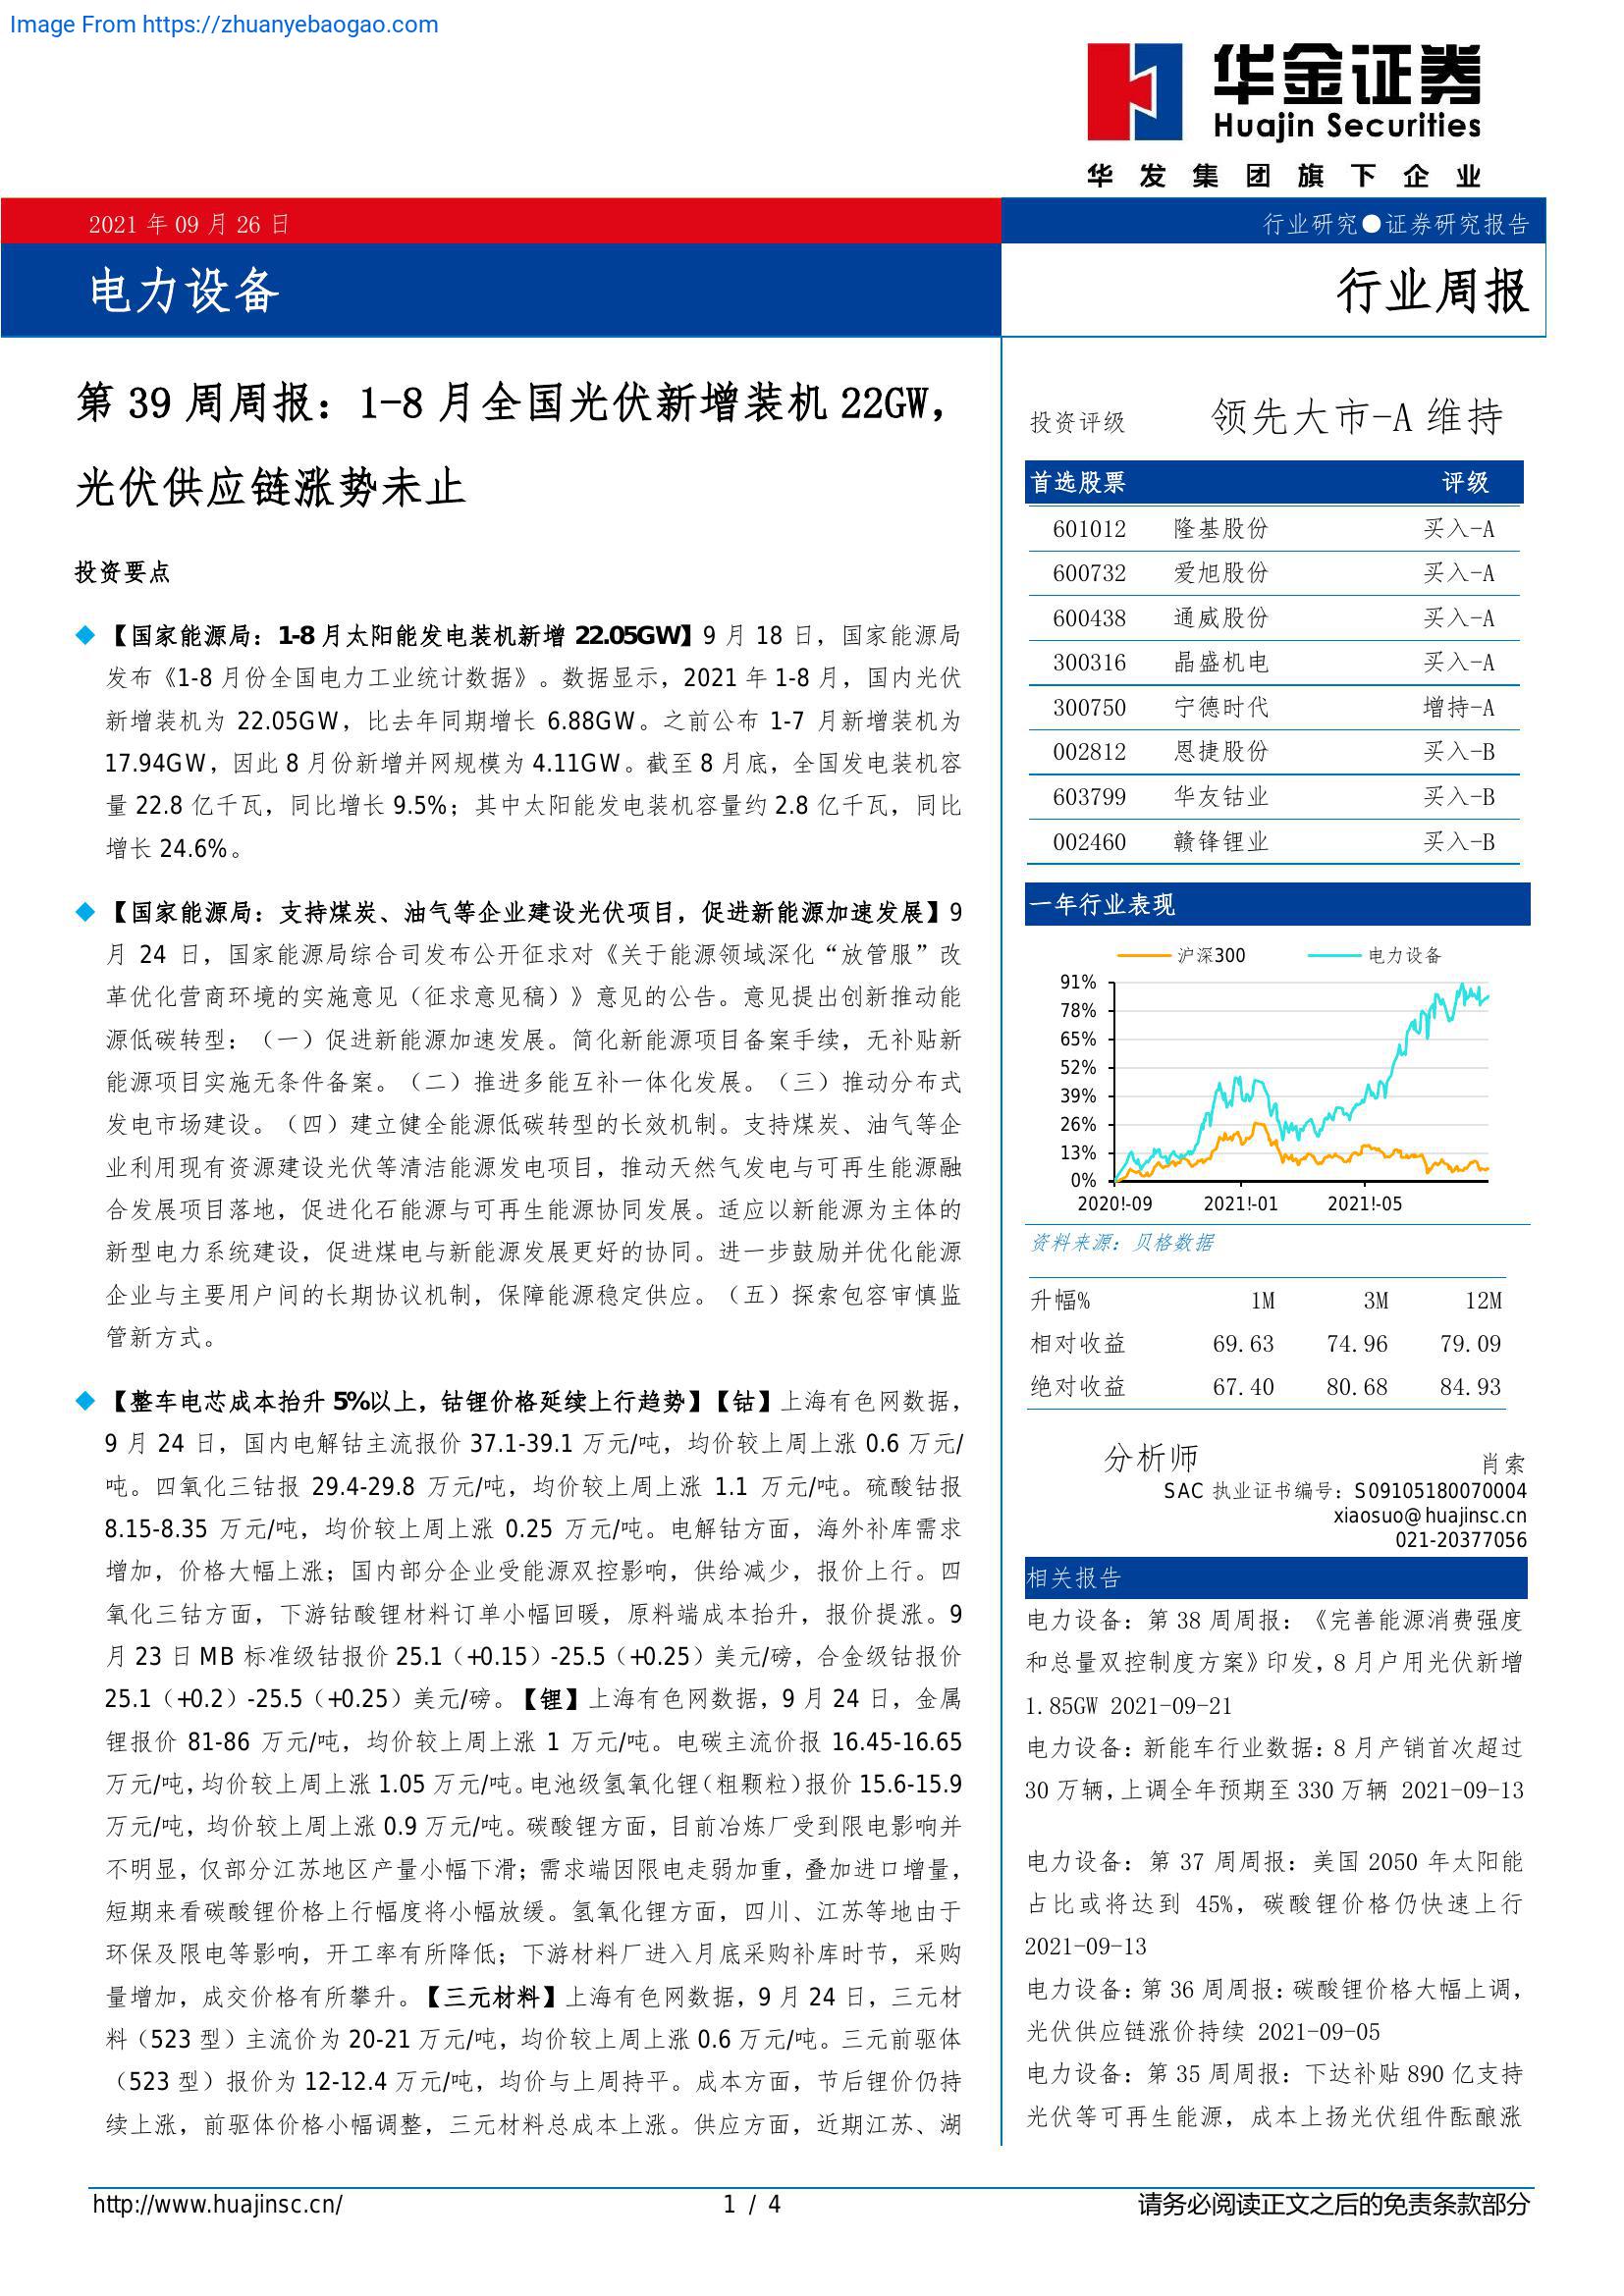 Image From https://zhuanyebaogao.com
华金证券
Huajin Securities
华发集团旗下企业
2021 年 09 月 26 日
行业研究●证券研究报告
电力设备
行业周报
第 39 周周报：1-8 月全国光伏新增装机 22GW，
光伏供应链涨势未止
投资要点
◆ 【国家能源局：1-8 月太阳能发电装机新增 22.05GW】9 月 18 日，国家能源局
发布《1-8 月份全国电力工业统计数据》。数据显示，2021 年 1-8 月，国内光伏
新增装机为 22.05GW，比去年同期增长 6.88GW。之前公布 1-7 月新增装机为
17.94GW，因此 8 月份新增并网规模为 4.11GW。截至 8 月底，全国发电装机容
量 22.8 亿千瓦，同比增长 9.5%；其中太阳能发电装机容量约 2.8 亿千瓦，同比
增长 24.6%。
◆ 【国家能源局：支持煤炭、油气等企业建设光伏项目，促进新能源加速发展】9
月 24 日，国家能源局综合司发布公开征求对《关于能源领域深化“放管服”改
革优化营商环境的实施意见（征求意见稿）》意见的公告。意见提出创新推动能
源低碳转型：（一）促进新能源加速发展。简化新能源项目备案手续，无补贴新
能源项目实施无条件备案。（二）推进多能互补一体化发展。（三）推动分布式
发电市场建设。（四）建立健全能源低碳转型的长效机制。支持煤炭、油气等企
业利用现有资源建设光伏等清洁能源发电项目，推动天然气发电与可再生能源融
合发展项目落地，促进化石能源与可再生能源协同发展。适应以新能源为主体的
新型电力系统建设，促进煤电与新能源发展更好的协同。进一步鼓励并优化能源
企业与主要用户间的长期协议机制，保障能源稳定供应。（五）探索包容审慎监
管新方式。
◆ 【整车电芯成本抬升 5%以上，钴锂价格延续上行趋势】【钴】上海有色网数据，
9 月 24 日，国内电解钴主流报价 37.1-39.1 万元/吨，均价较上周上涨 0.6 万元/
吨。四氧化三钴报 29.4-29.8 万元/吨，均价较上周上涨 1.1 万元/吨。硫酸钴报
8.15-8.35 万元/吨，均价较上周上涨 0.25 万元/吨。电解钴方面，海外补库需求
增加，价格大幅上涨；国内部分企业受能源双控影响，供给减少，报价上行。四
氧化三钴方面，下游钴酸锂材料订单小幅回暖，原料端成本抬升，报价提涨。9
月 23 日 MB 标准级钴报价 25.1（+0.15）-25.5（+0.25）美元/磅，合金级钴报价
25.1（+0.2）-25.5（+0.25）美元/磅。【锂】上海有色网数据，9 月 24 日，金属
锂报价 81-86 万元/吨，均价较上周上涨 1 万元/吨。电碳主流价报 16.45-16.65
万元/吨，均价较上周上涨 1.05 万元/吨。电池级氢氧化锂（粗颗粒）报价 15.6-15.9
万元/吨，均价较上周上涨 0.9 万元/吨。碳酸锂方面，目前冶炼厂受到限电影响并
不明显，仅部分江苏地区产量小幅下滑；需求端因限电走弱加重，叠加进口增量，
短期来看碳酸锂价格上行幅度将小幅放缓。氢氧化锂方面，四川、江苏等地由于
环保及限电等影响，开工率有所降低；下游材料厂进入月底采购补库时节，采购
量增加，成交价格有所攀升。【三元材料】上海有色网数据，9 月 24 日，三元材
料（523 型）主流价为 20-21 万元/吨，均价较上周上涨 0.6 万元/吨。三元前驱体
（523 型）报价为 12-12.4 万元/吨，均价与上周持平。成本方面，节后锂价仍持
续上涨，前驱体价格小幅调整，三元材料总成本上涨。供应方面，近期江苏、湖
投资评级 领先大市-A 维持
首选股票 评级
601012 隆基股份 买入-A
600732 爱旭股份 买入-A
600438 通威股份 买入-A
300316 晶盛机电 买入-A
300750 宁德时代 增持-A
002812 恩捷股份 买入-B
603799 华友钴业 买入-B
002460 赣锋锂业 买入-B
一年行业表现
沪深300 电力设备
91%
78%
65%
52%
39%
26%
13%
0%
2020!-09 2021!-01 2021!-05
资料来源：贝格数据
升幅% 1M 3M 12M
相对收益 69.63 74.96 79.09
绝对收益 67.40 80.68 84.93
分析师 肖索
SAC 执业证书编号：S09105180070004
xiaosuo@huajinsc.cn
021-20377056
相关报告
电力设备：第 38 周周报：《完善能源消费强度
和总量双控制度方案》印发，8 月户用光伏新增
1.85GW 2021-09-21
电力设备：新能车行业数据：8 月产销首次超过
30 万辆，上调全年预期至 330 万辆 2021-09-13
电力设备：第 37 周周报：美国 2050 年太阳能
占比或将达到 45%，碳酸锂价格仍快速上行
2021-09-13
电力设备：第 36 周周报：碳酸锂价格大幅上调，
光伏供应链涨价持续 2021-09-05
电力设备：第 35 周周报：下达补贴 890 亿支持
光伏等可再生能源，成本上扬光伏组件酝酿涨
http://www.huajinsc.cn/ 1 / 4 请务必阅读正文之后的免责条款部分